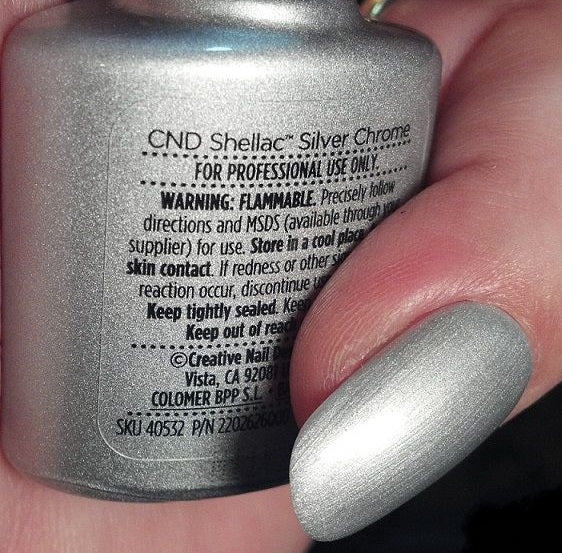 CND Shellac™ Silver Chrome
FOR PROFESSIONAL USE ONLY.
WARNING: FLAMMABLE. Precisely follow
directions and MSDS (available through
supplier) for use. Store in a cool place
skin contact. If redness or other
reaction occur, discontinue
Keep tightly sealed. Keep
Keep out of reach
©Creative Nail
Vista, CA 92081
COLOMER BPP S.L. •
SKU 40532 P/N